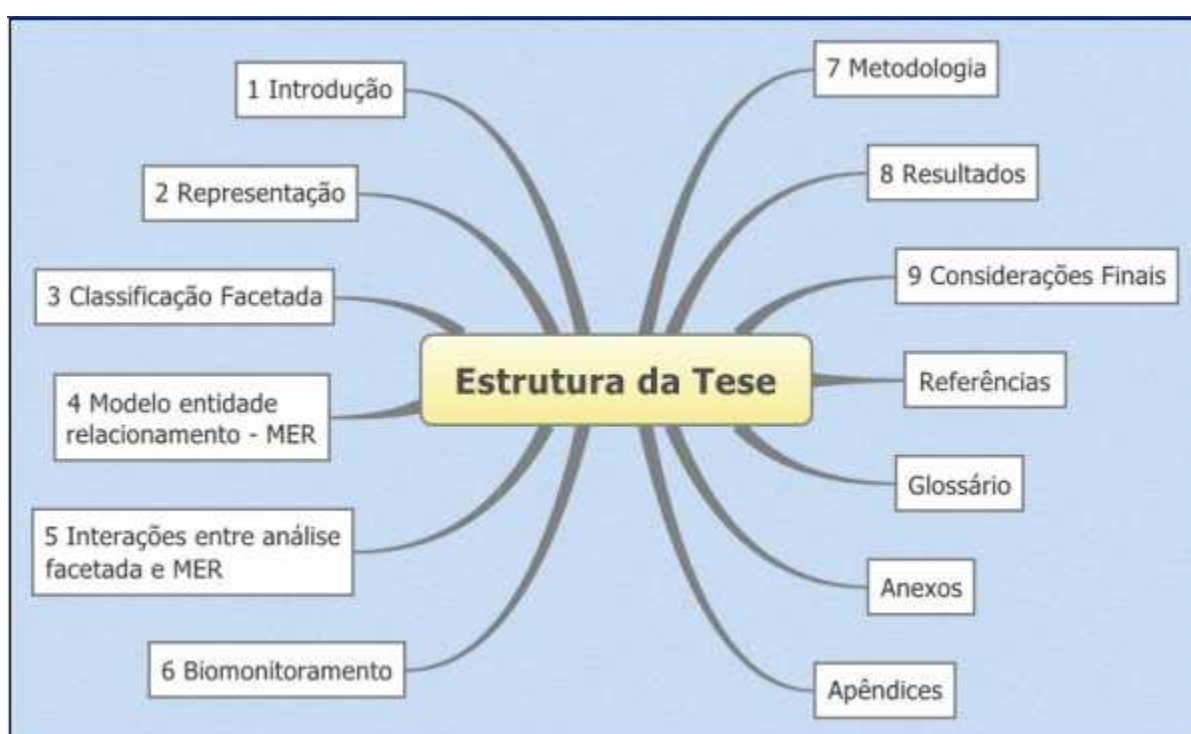 1 Introdução
2 Representação
3 Classificação Facetada
4 Modelo entidade
relacionamento - MER
5 Interações entre análise
facetada e MER
6 Biomonitoramento
Estrutura da Tese
7 Metodologia
8 Resultados
9 Considerações Finais
Referências
Glossário
Anexos
Apêndices